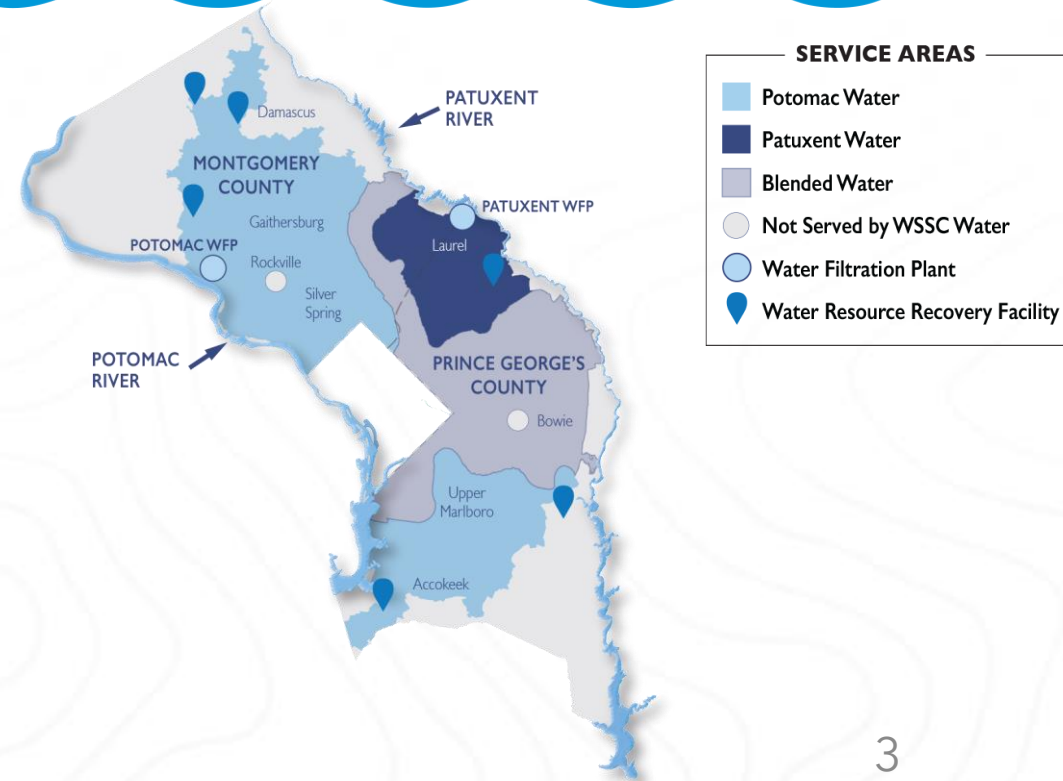 SERVICE AREAS
Potomac Water
Patuxent Water
Blended Water
Not Served by WSSC Water
Water Filtration Plant
Water Resource Recovery Facility
PATUXENT
RIVER
Damascus
MONTGOMERY
COUNTY
PATUXENT WFP
Gaithersburg
Laurel
POTOMAC WFP
Rockville
Silver
Spring
POTOMAC
RIVER
PRINCE GEORGE'S
COUNTY
Bowie
Upper
Marlboro
Accokeek
3